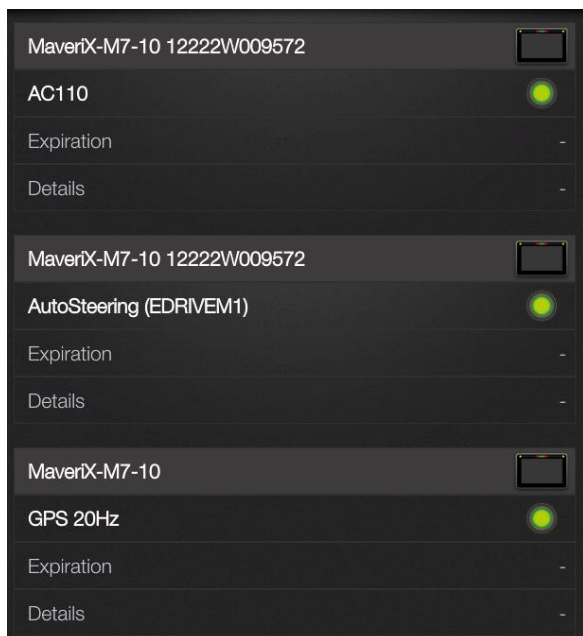 MaveriX-M7-10 12222W009572
AC110
Expiration -
Details -
MaveriX-M7-10 12222W009572
AutoSteering (EDRIVEM1)
Expiration -
Details -
MaveriX-M7-10
GPS 20Hz
Expiration -
Details -